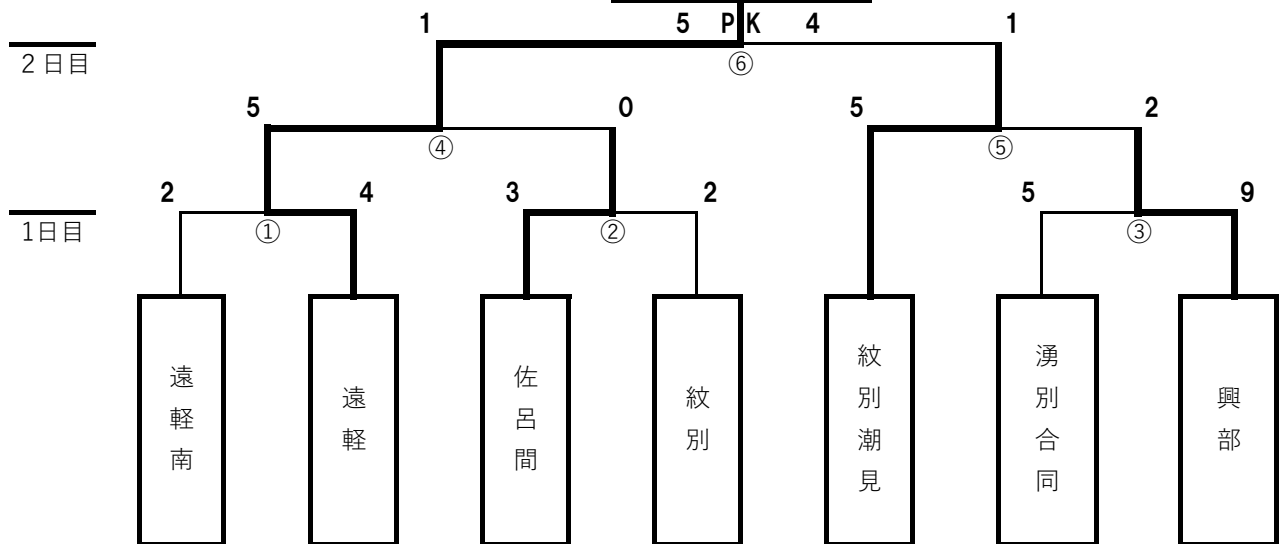 1 5 PK 4 1
2日目
⑥
5 0 5 2
④ ⑤
2 4 3 2 5 9
1日目
① ② ③
遠軽南
遠軽
佐呂間
紋別
紋別潮見
湧別合同
興部